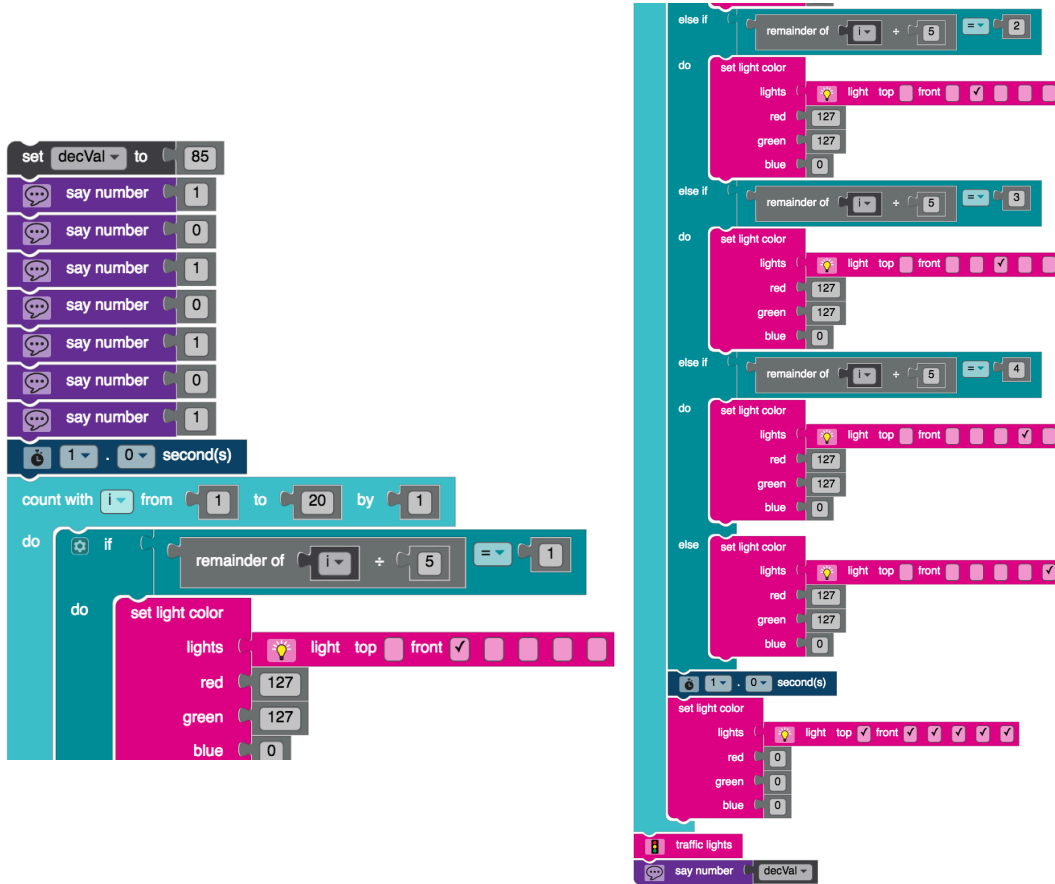 set decVal to 85
say number 1
say number 0
say number 1
say number 0
say number 1
say number 0
say number 1
1 . 0 second(s)
count with i from 1 to 20 by 1
do if remainder of i ÷ 5 = 1
do set light color
lights light top front ✓
red 127
green 127
blue 0
else if remainder of i ÷ 5 = 2
do set light color
lights light top front ✓
red 127
green 127
blue 0
else if remainder of i ÷ 5 = 3
do set light color
lights light top front ✓
red 127
green 127
blue 0
else if remainder of i ÷ 5 = 4
do set light color
lights light top front ✓
red 127
green 127
blue 0
else set light color
lights light top front ✓
red 127
green 127
blue 0
1 . 0 second(s)
set light color
lights light top ✓ front ✓ ✓ ✓ ✓ ✓
red 0
green 0
blue 0
traffic lights
say number decVal